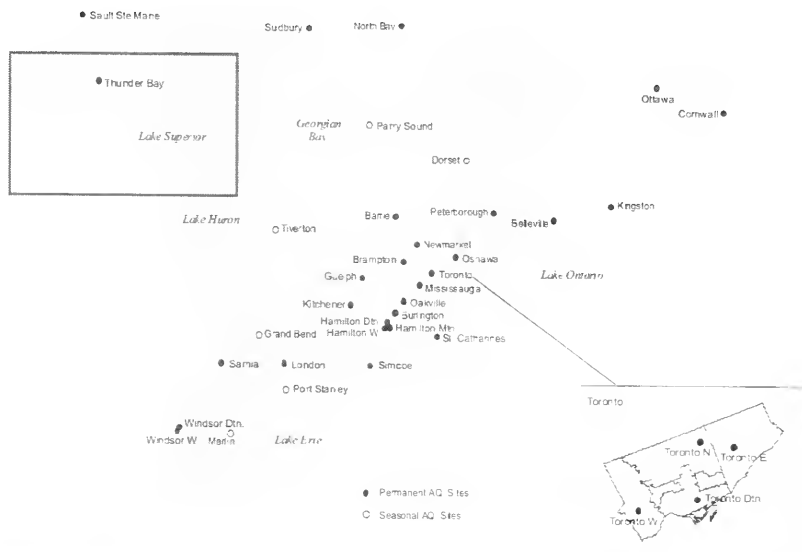 Sault Ste Marie
Sudbury
North Bay
Thunder Bay
Ottawa
Cornwall
Lake Superior
Georgian
Bay
Parry Sound
Dorset
Lake Huron
Tiverton
Barrie
Peterborough
Belleville
Kingston
Newmarket
Brampton
Oshawa
Guelph
Toronto
Lake Ontario
Mississauga
Kitchener
Oakville
Burlington
Hamilton Dtn.
Grand Bend
Hamilton W
Hamilton Mtn.
St. Catharines
Sarnia
London
Simcoe
Port Stanley
Toronto
Windsor Dtn.
Windsor W.
Merlin
Lake Erie
Toronto N
Toronto E
Toronto Dtn
Toronto W
Permanent AQ Sites
Seasonal AQ Sites